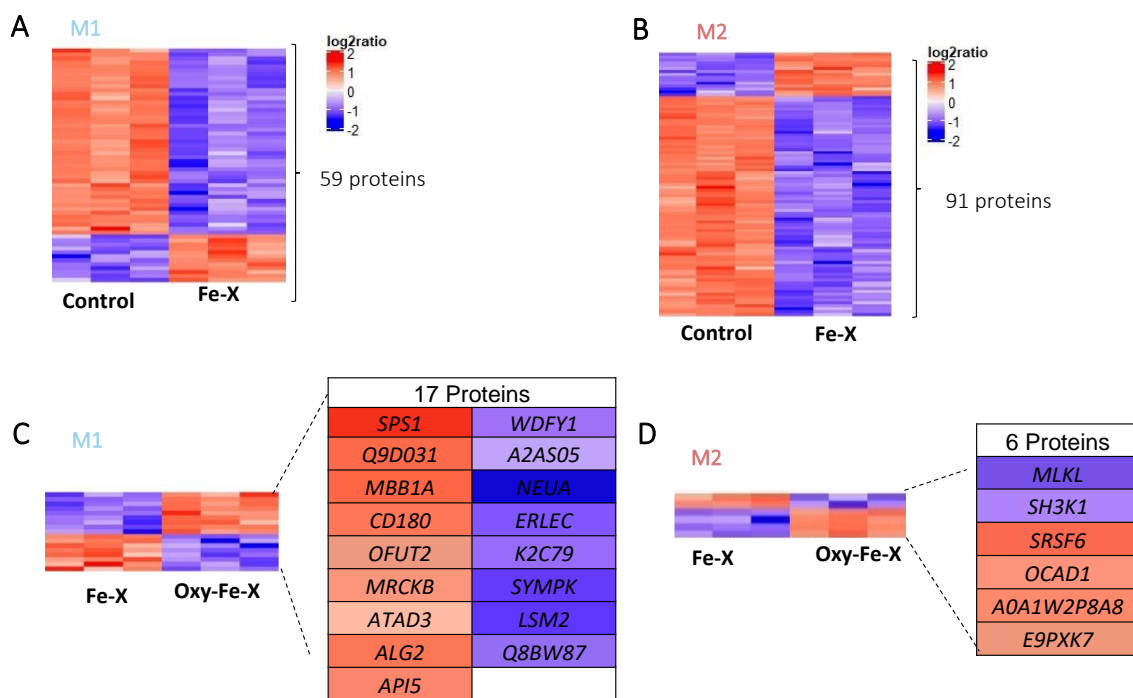 A
M1
log2ratio
2
1
0
-1
-2
59 proteins
Control
Fe-X
B
M2
log2ratio
2
1
0
-1
-2
91 proteins
Control
Fe-X
C
M1
Fe-X
Oxy-Fe-X
17 Proteins
SPS1 WDFY1
Q9D031 A2AS05
MBB1A NEUA
CD180 ERLEC
OFUT2 K2C79
MRCKB SYMPK
ATAD3 LSM2
ALG2 Q8BW87
API5
D
M2
Fe-X
Oxy-Fe-X
6 Proteins
MLKL
SH3K1
SRSF6
OCAD1
A0A1W2P8A8
E9PXK7